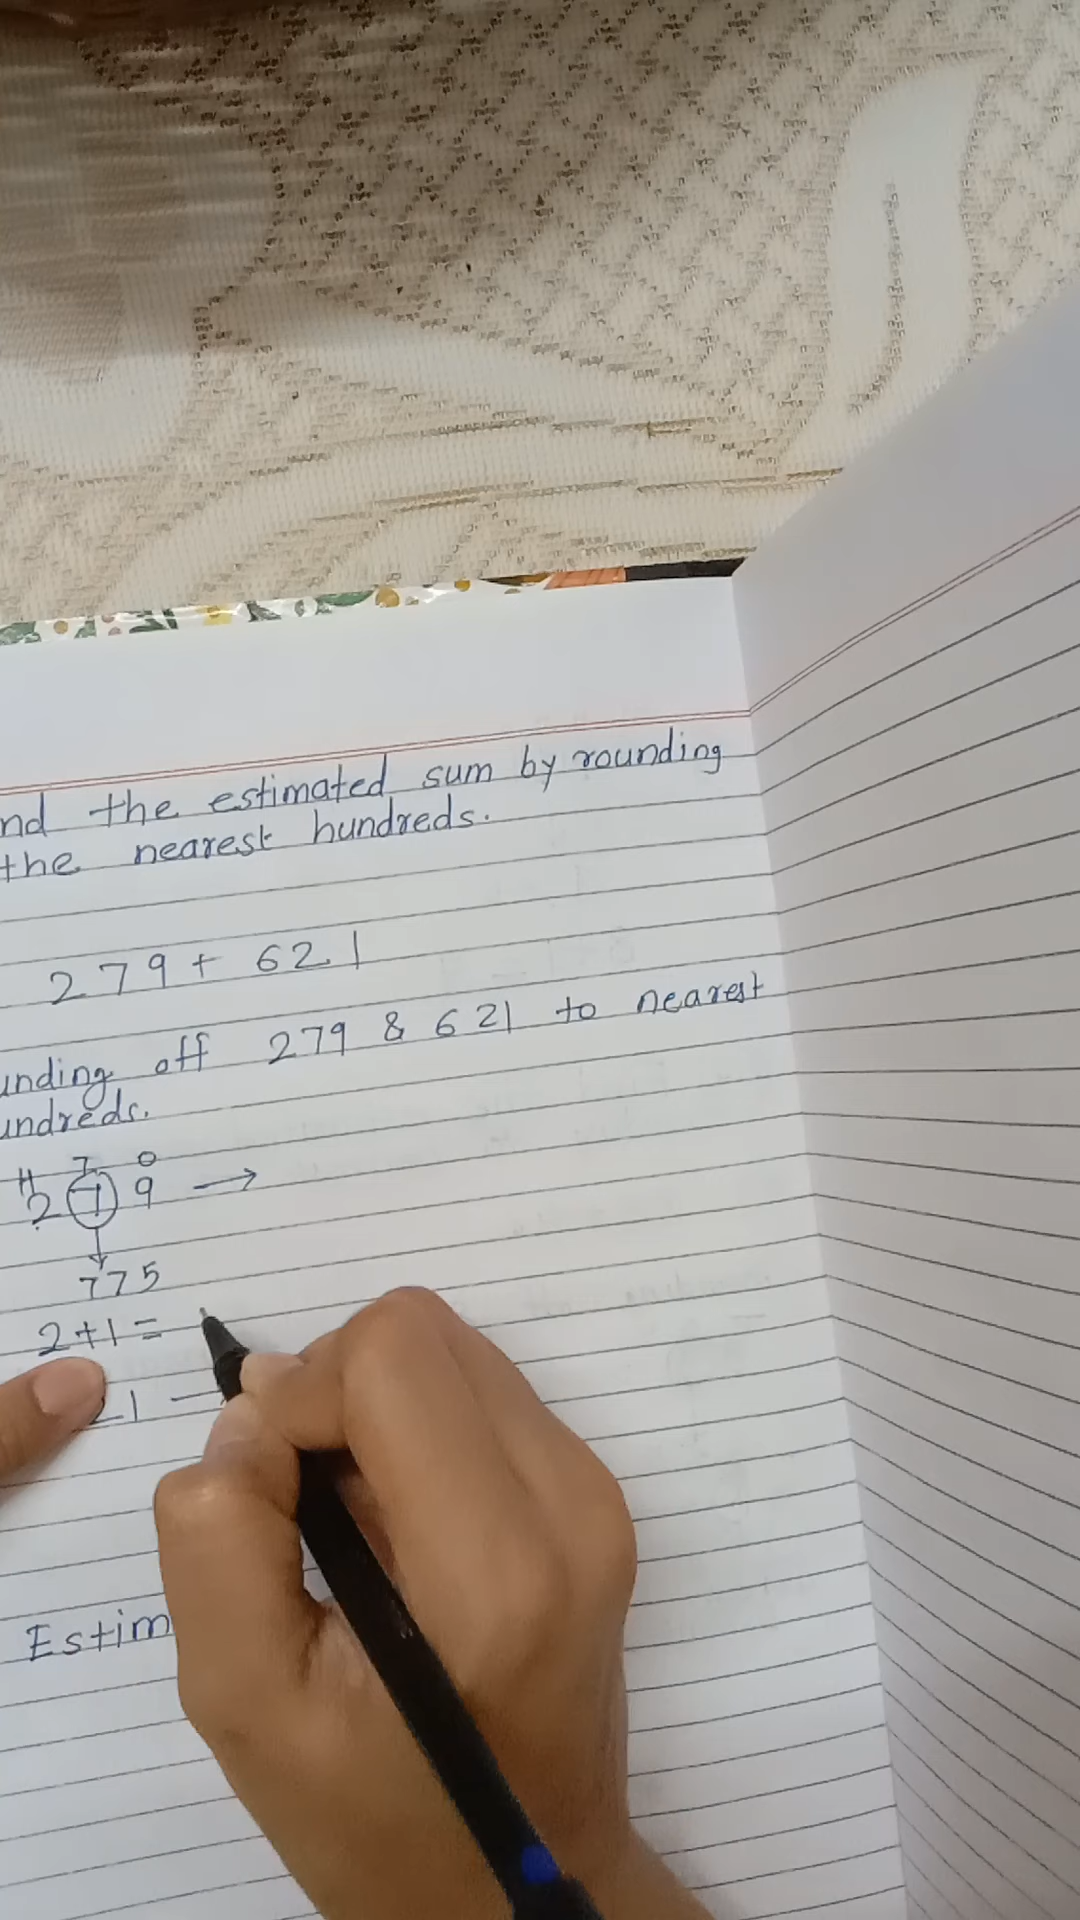 nd the estimated sum by rounding
the nearest hundreds.
279 + 621
unding off 279 & 621 to nearest
undreds.
H T O
2 7 9 →
7 7 5
2+1 =
21 —
Estim